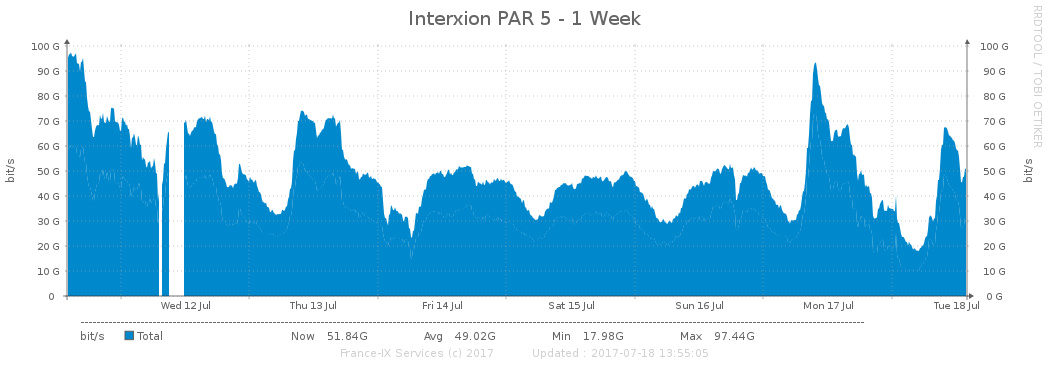 Interxion PAR 5 - 1 Week
RRDTOOL / TOBI OETIKER
bit/s
100 G 100 G
90 G 90 G
80 G 80 G
70 G 70 G
60 G 60 G
50 G 50 G
40 G 40 G
30 G 30 G
20 G 20 G
10 G 10 G
0 0 G
bit/s
Wed 12 Jul Thu 13 Jul Fri 14 Jul Sat 15 Jul Sun 16 Jul Mon 17 Jul Tue 18 Jul
bit/s Total Now 51.84G Avg 49.02G Min 17.98G Max 97.44G
France-IX Services (c) 2017 Updated : 2017-07-18 13:55:05